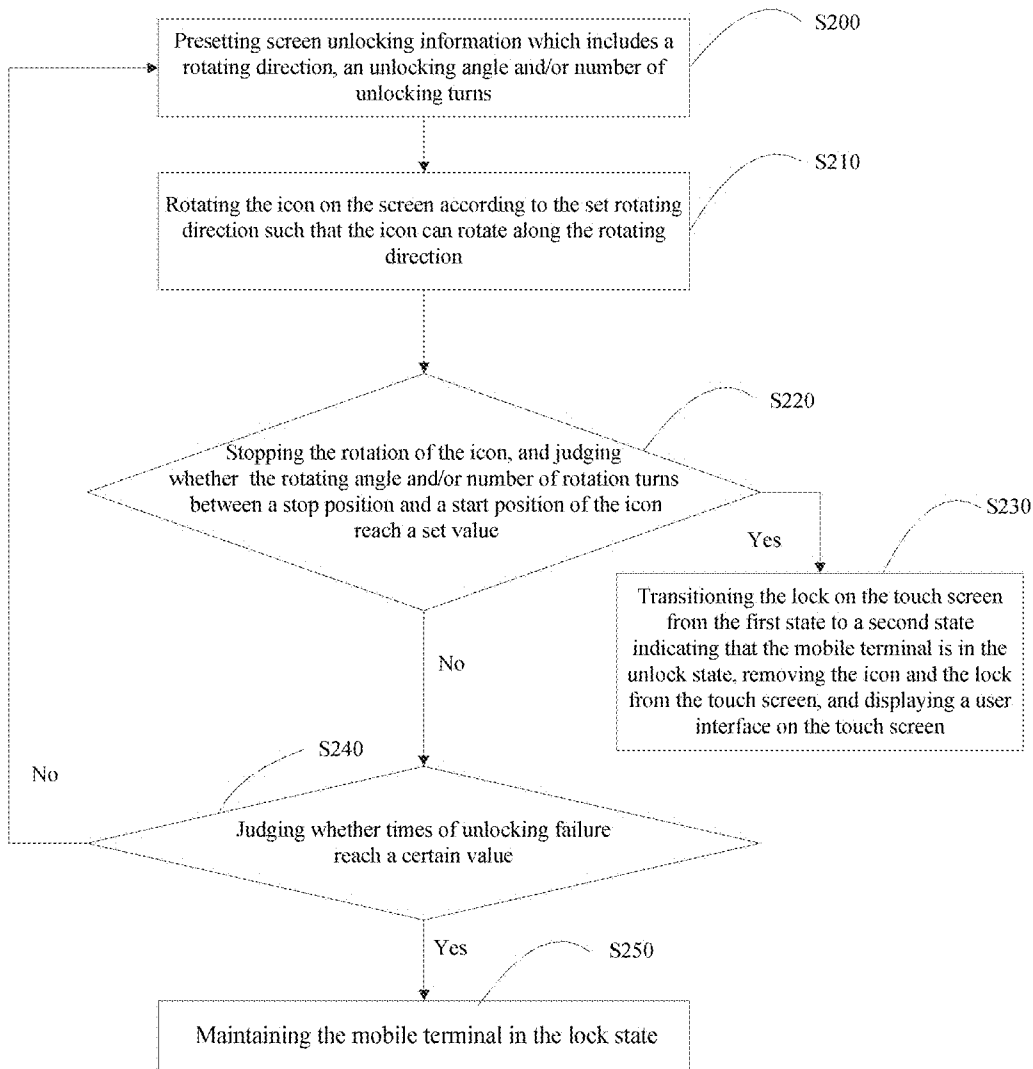 S200
Presetting screen unlocking information which includes a
rotating direction, an unlocking angle and/or number of
unlocking turns
S210
Rotating the icon on the screen according to the set rotating
direction such that the icon can rotate along the rotating
direction
S220
Stopping the rotation of the icon, and judging
whether the rotating angle and/or number of rotation turns
between a stop position and a start position of the icon
reach a set value
S230
Yes
Transitioning the lock on the touch screen
from the first state to a second state
indicating that the mobile terminal is in the
unlock state, removing the icon and the lock
from the touch screen, and displaying a user
interface on the touch screen
No
S240
No
Judging whether times of unlocking failure
reach a certain value
Yes
S250
Maintaining the mobile terminal in the lock state